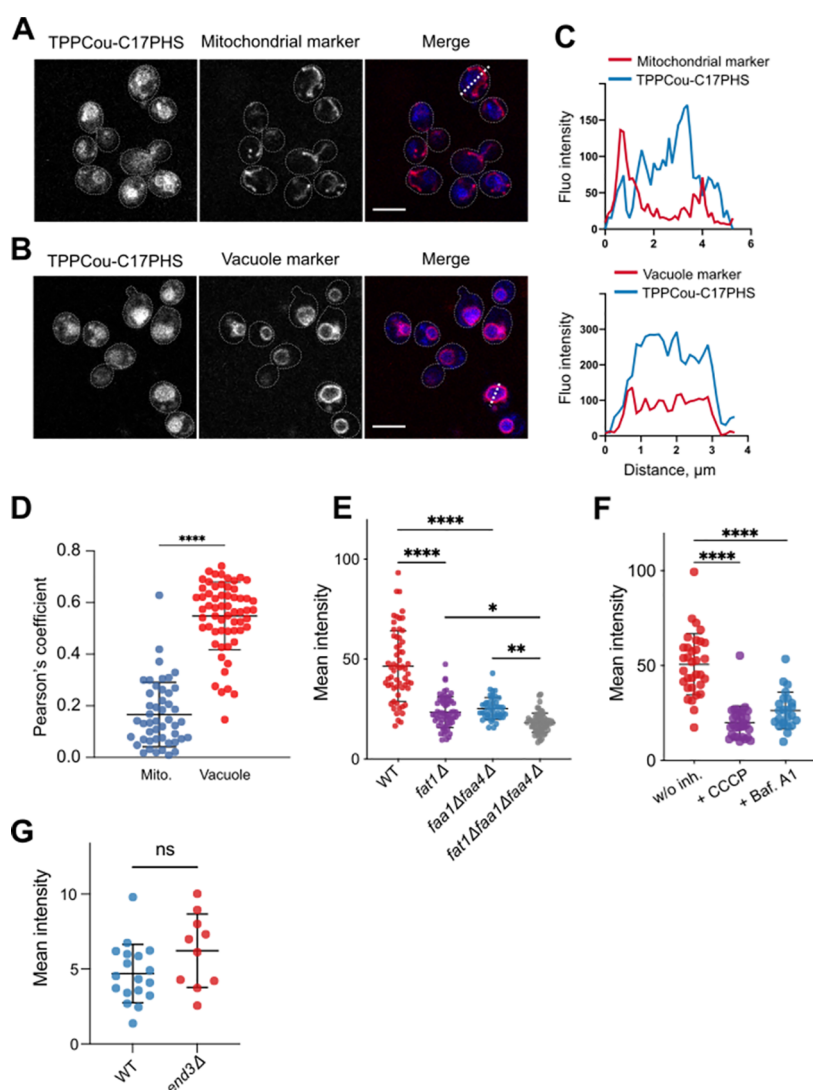 A
TPPCou-C17PHS Mitochondrial marker Merge
B
TPPCou-C17PHS Vacuole marker Merge
C
Mitochondrial marker
TPPCou-C17PHS
Fluo intensity
200
150
100
50
0
0 2 4 6
Vacuole marker
TPPCou-C17PHS
Fluo intensity
300
200
100
0
0 1 2 3 4
Distance, µm
D
Pearson's coefficient
0.8
0.6
0.4
0.2
0.0
****
Mito. Vacuole
E
Mean intensity
100
50
0
****
****
*
**
WT
fat1Δ
faa1Δfaa4Δ
fat1Δfaa1Δfaa4Δ
F
Mean intensity
100
50
0
****
****
w/o inh.
+ CCCP
+ Baf. A1
G
Mean intensity
10
5
0
ns
WT
end3Δ